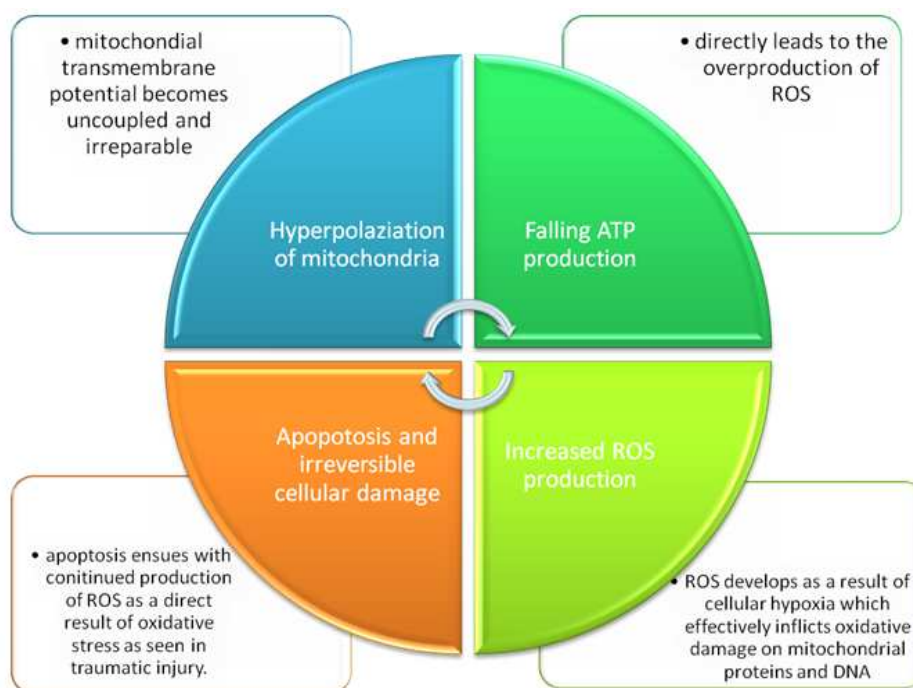 • mitochondial
transmembrane
potential becomes
uncoupled and
irreparable
• directly leads to the
overproduction of
ROS
Hyperpolaziation
of mitochondria
Falling ATP
production
Apopotosis and
irreversible
cellular damage
Increased ROS
production
• apoptosis ensues with
conitinued production
of ROS as a direct
result of oxidative
stress as seen in
traumatic injury.
• ROS develops as a result of
cellular hypoxia which
effectively inflicts oxidative
damage on mitochondrial
proteins and DNA